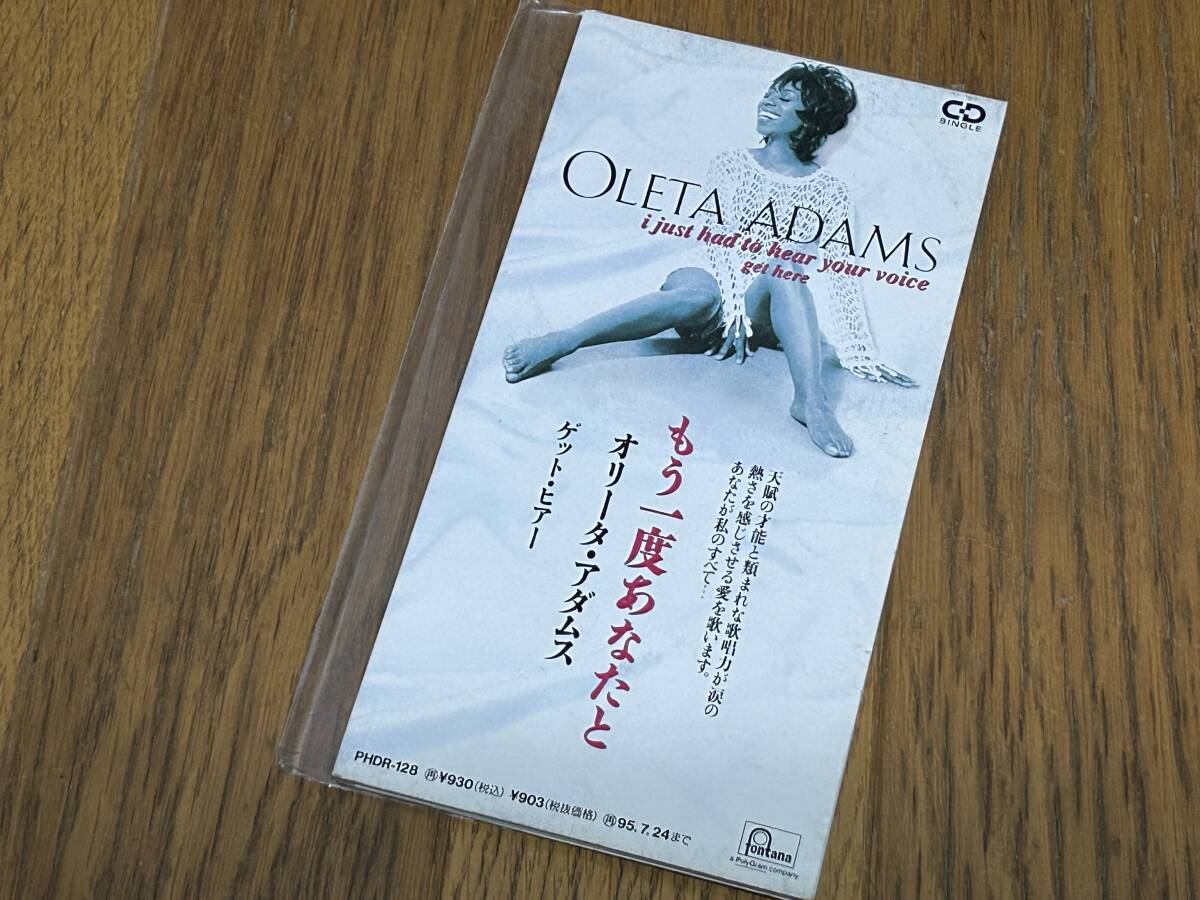 CD
SINGLE
OLETA ADAMS
i just had to hear your voice
get here
天賦の才能と類まれな歌唱力が涙の
熱さを感じさせる愛を歌います。
あなたが私のすべて…
もう一度あなたと
オリータ・アダムス
ゲット・ヒアー
PHDR-128 再¥930(税込) ¥903(税抜価格) 再95.7.24まで
fontana
a PolyGram company